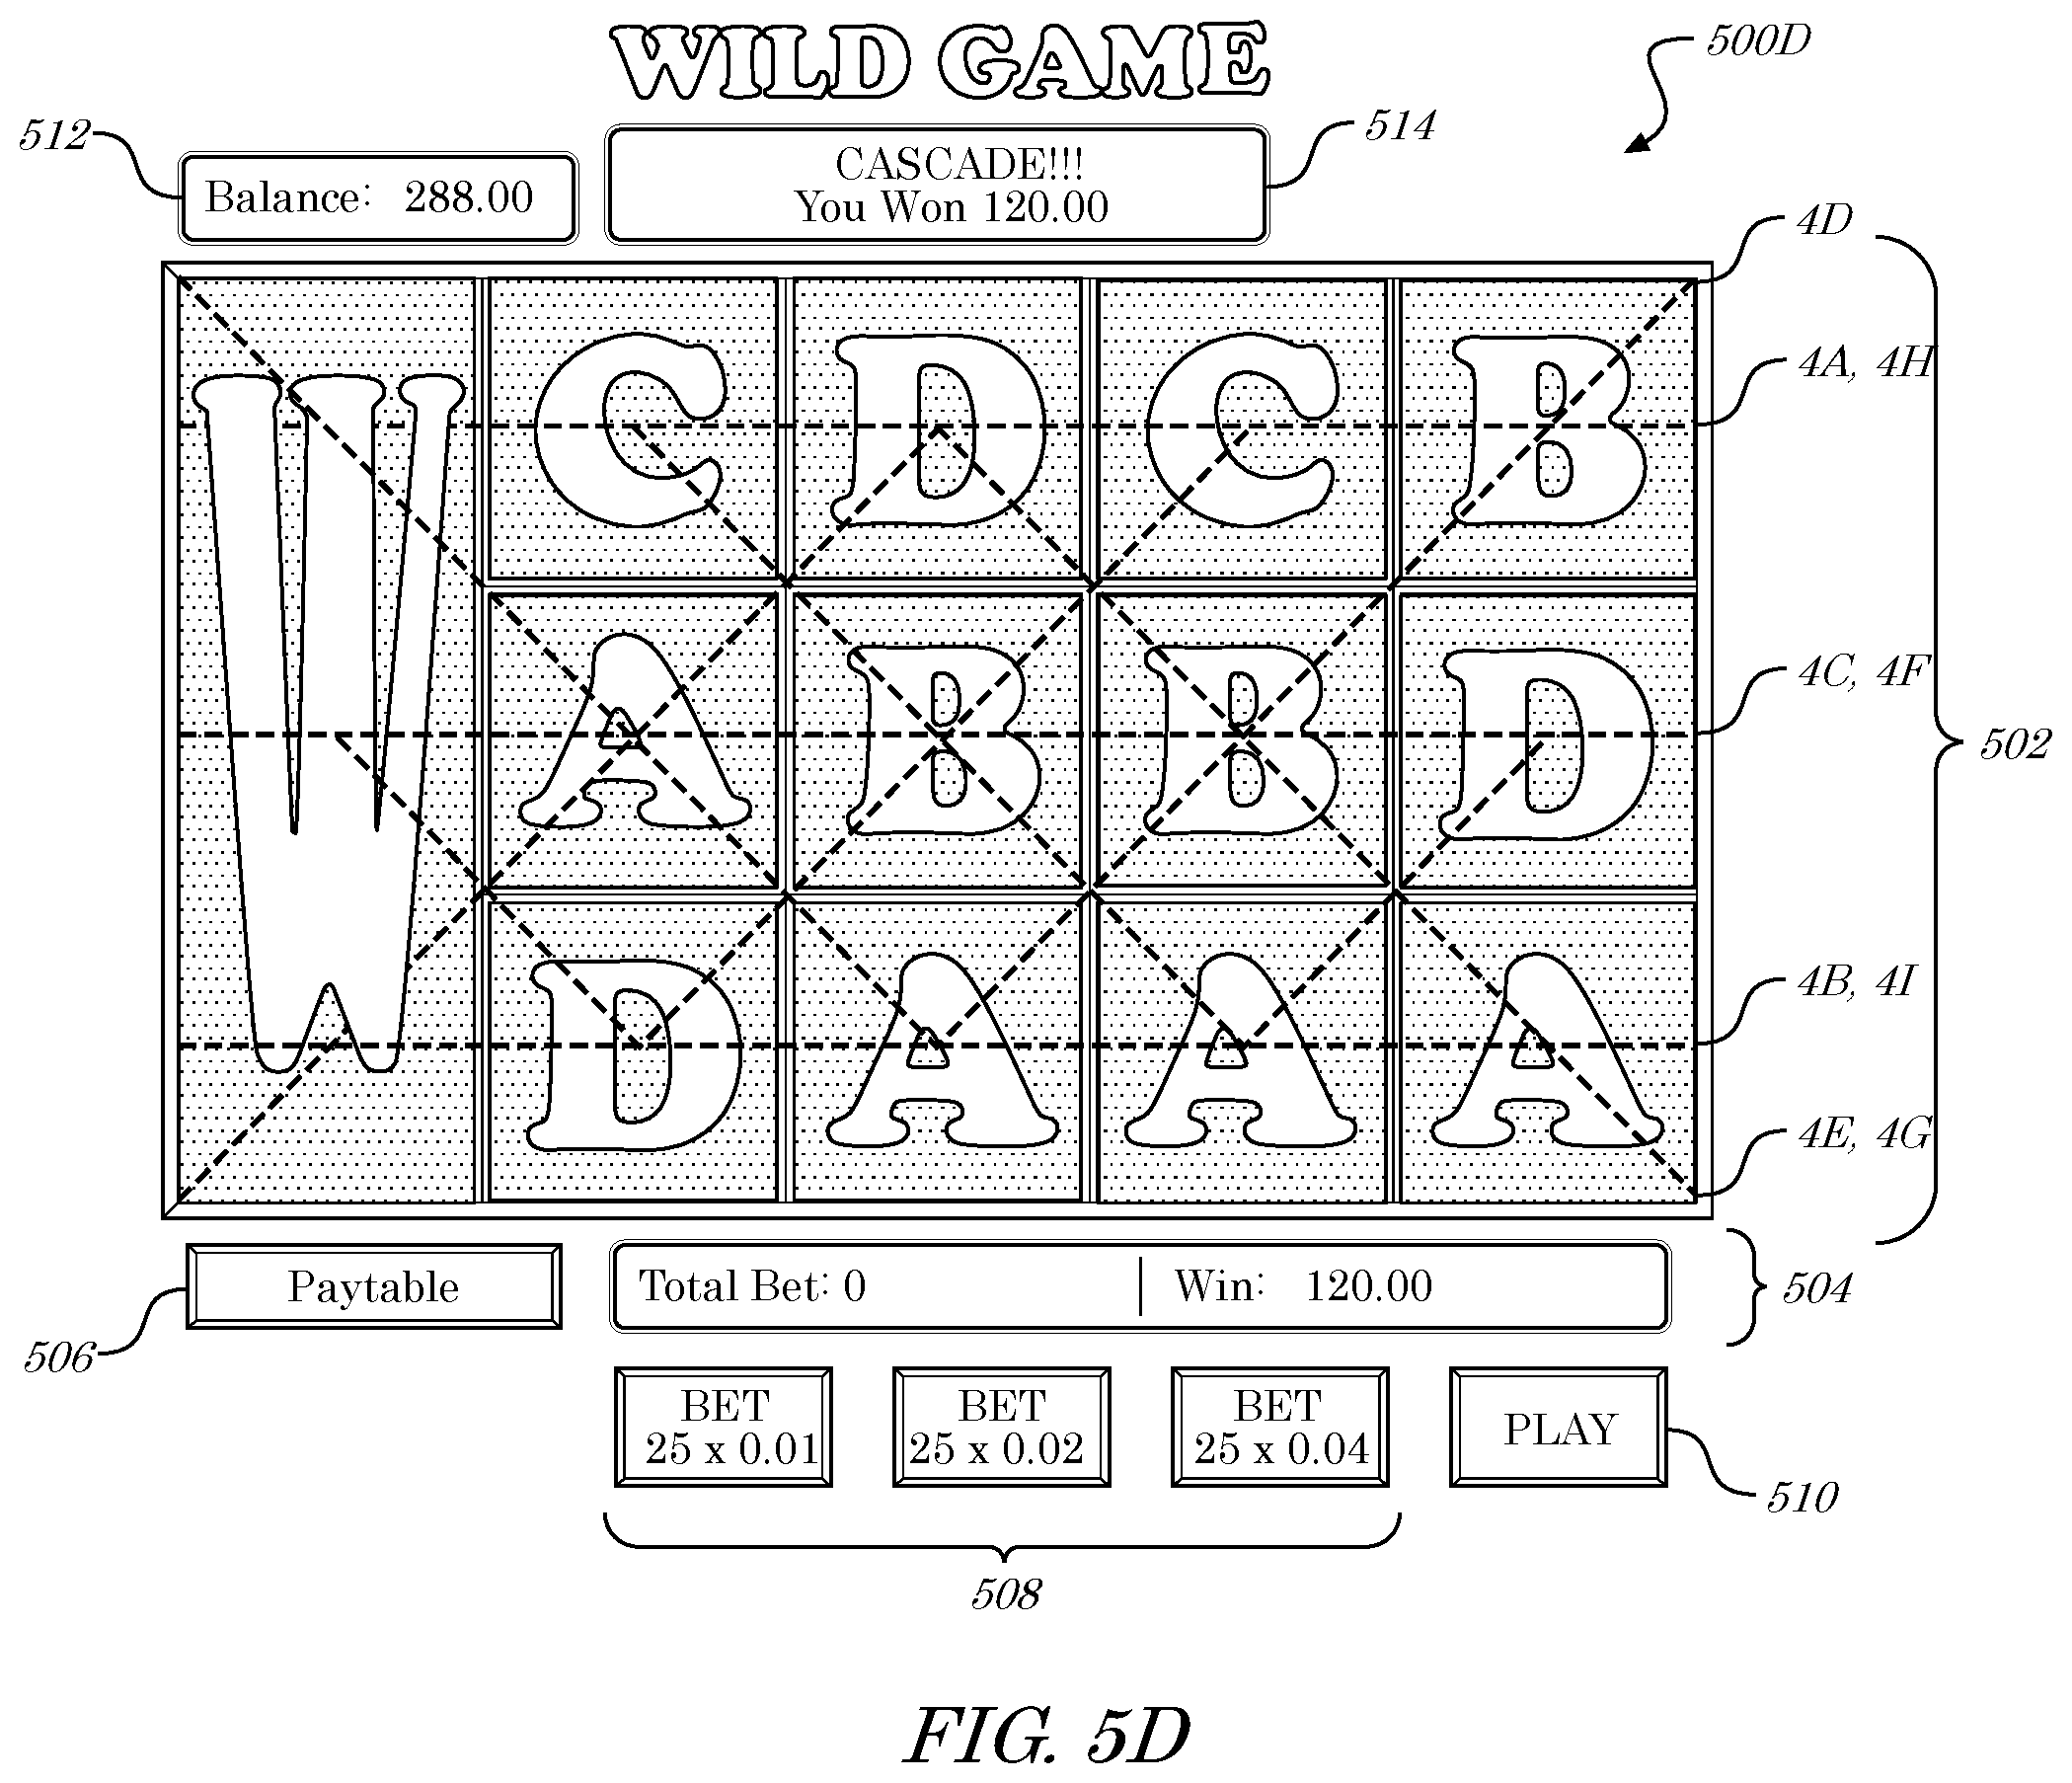 WILD GAME
500D
512
Balance: 288.00
CASCADE!!!
You Won 120.00
514
4D
4A, 4H
4C, 4F
502
4B, 4I
4E, 4G
W C D C B
A B B D
D A A A
Paytable
Total Bet: 0 | Win: 120.00
504
506
BET
25 x 0.01
BET
25 x 0.02
BET
25 x 0.04
PLAY
510
508
FIG. 5D